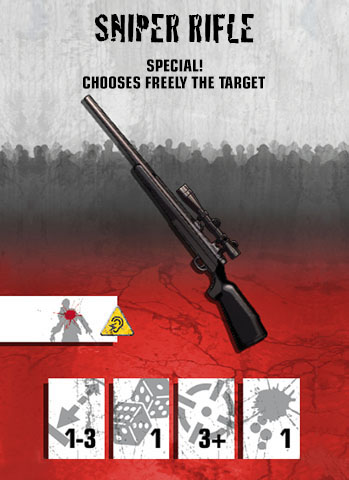 SNIPER RIFLE
SPECIAL!
CHOOSES FREELY THE TARGET
1-3 1 3+ 1